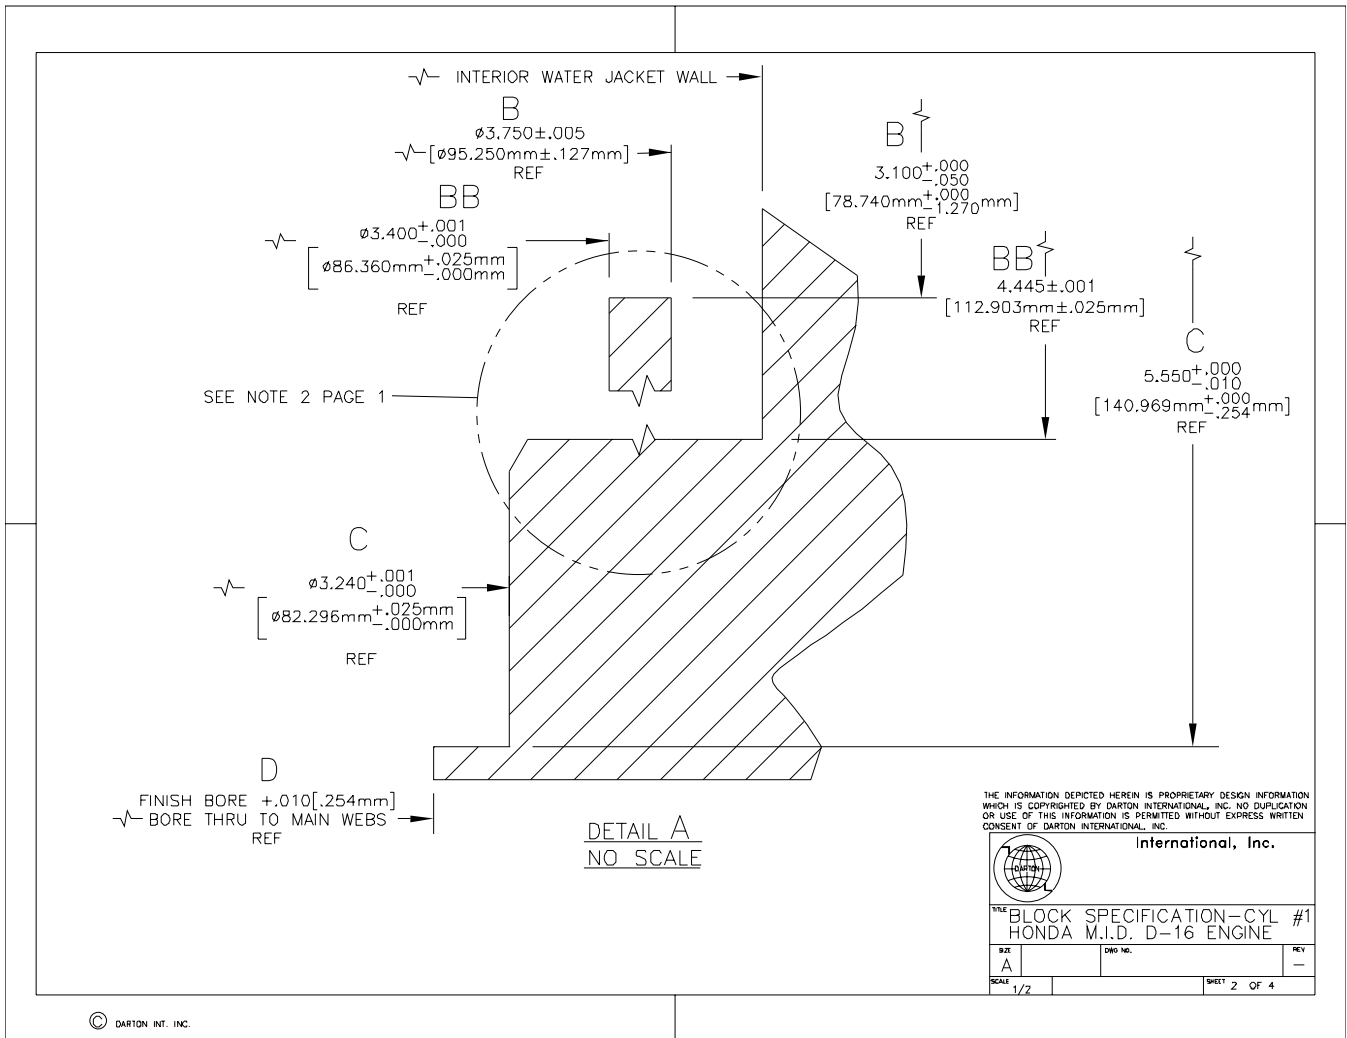 INTERIOR WATER JACKET WALL
B
ø3.750±.005
[ø95.250mm±.127mm]
REF
BB
ø3.400+.001
-.000
[ø86.360mm+.025mm
-.000mm]
REF
SEE NOTE 2 PAGE 1
C
ø3.240+.001
-.000
[ø82.296mm+.025mm
-.000mm]
REF
D
FINISH BORE +.010[.254mm]
BORE THRU TO MAIN WEBS
REF
B
3.100+.000
-.050
[78.740mm+.000
-1.270mm]
REF
BB
4.445±.001
[112.903mm±.025mm]
REF
C
5.550+.000
-.010
[140.969mm+.000
-.254mm]
REF
DETAIL A
NO SCALE
THE INFORMATION DEPICTED HEREIN IS PROPRIETARY DESIGN INFORMATION
WHICH IS COPYRIGHTED BY DARTON INTERNATIONAL, INC. NO DUPLICATION
OR USE OF THIS INFORMATION IS PERMITTED WITHOUT EXPRESS WRITTEN
CONSENT OF DARTON INTERNATIONAL, INC.
DARTON
International, Inc.
TITLE BLOCK SPECIFICATION-CYL #1
HONDA M.I.D. D-16 ENGINE
SIZE
A
DWG NO.
REV
-
SCALE 1/2
SHEET 2 OF 4
© DARTON INT. INC.